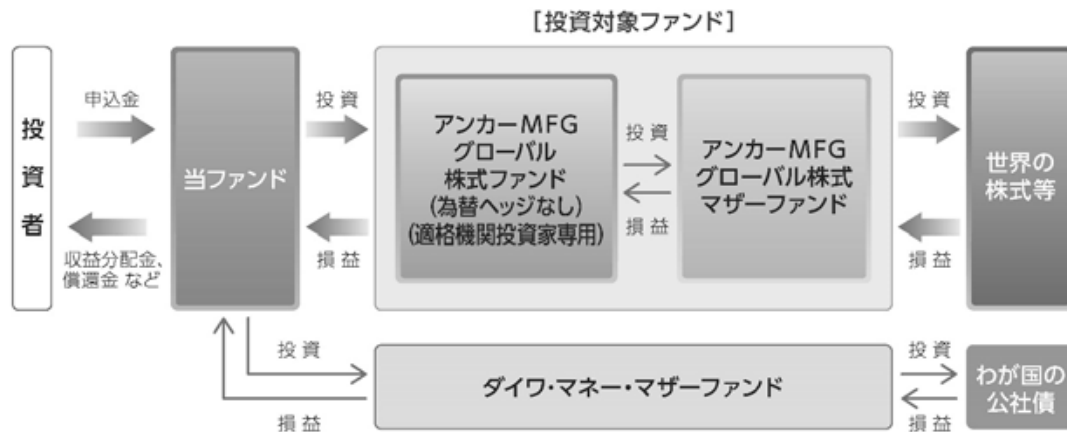 ［投資対象ファンド］
投資者
申込金
収益分配金、
償還金 など
当ファンド
投資
損益
アンカーMFG
グローバル
株式ファンド
(為替ヘッジなし)
(適格機関投資家専用)
投資
損益
アンカーMFG
グローバル株式
マザーファンド
投資
損益
世界の
株式等
投資
損益
ダイワ・マネー・マザーファンド
投資
損益
わが国の
公社債